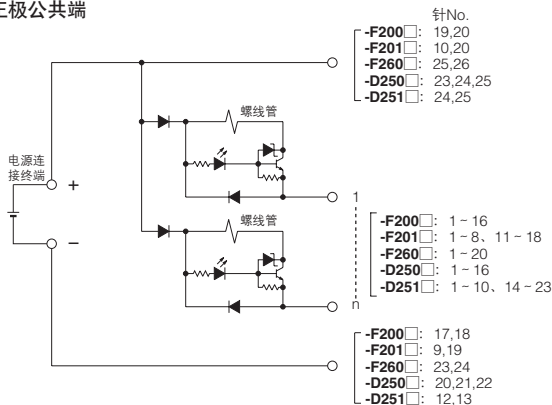 正极公共端
针No.
-F200□: 19,20
-F201□: 10,20
-F260□: 25,26
-D250□: 23,24,25
-D251□: 24,25
螺线管
电源连
接终端
+
−
1
螺线管
-F200□: 1~16
-F201□: 1~8、11~18
-F260□: 1~20
-D250□: 1~16
-D251□: 1~10、14~23
n
-F200□: 17,18
-F201□: 9,19
-F260□: 23,24
-D250□: 20,21,22
-D251□: 12,13